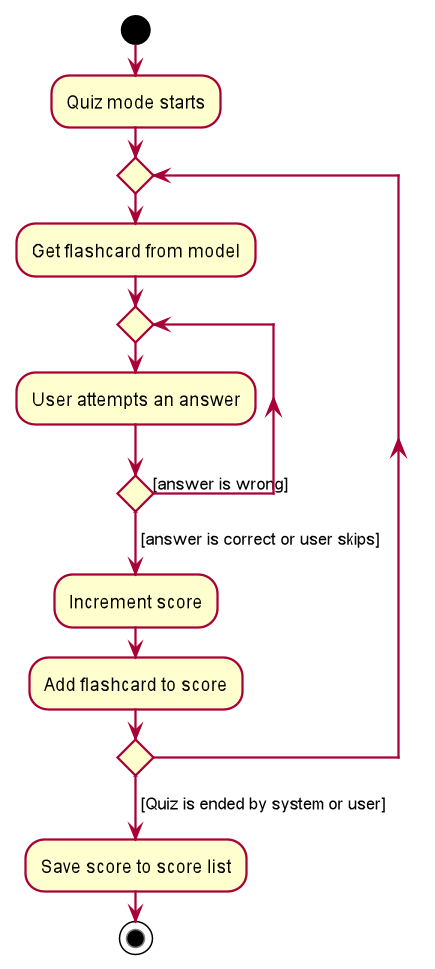 Quiz mode starts
Get flashcard from model
User attempts an answer
[answer is wrong]
[answer is correct or user skips]
Increment score
Add flashcard to score
[Quiz is ended by system or user]
Save score to score list